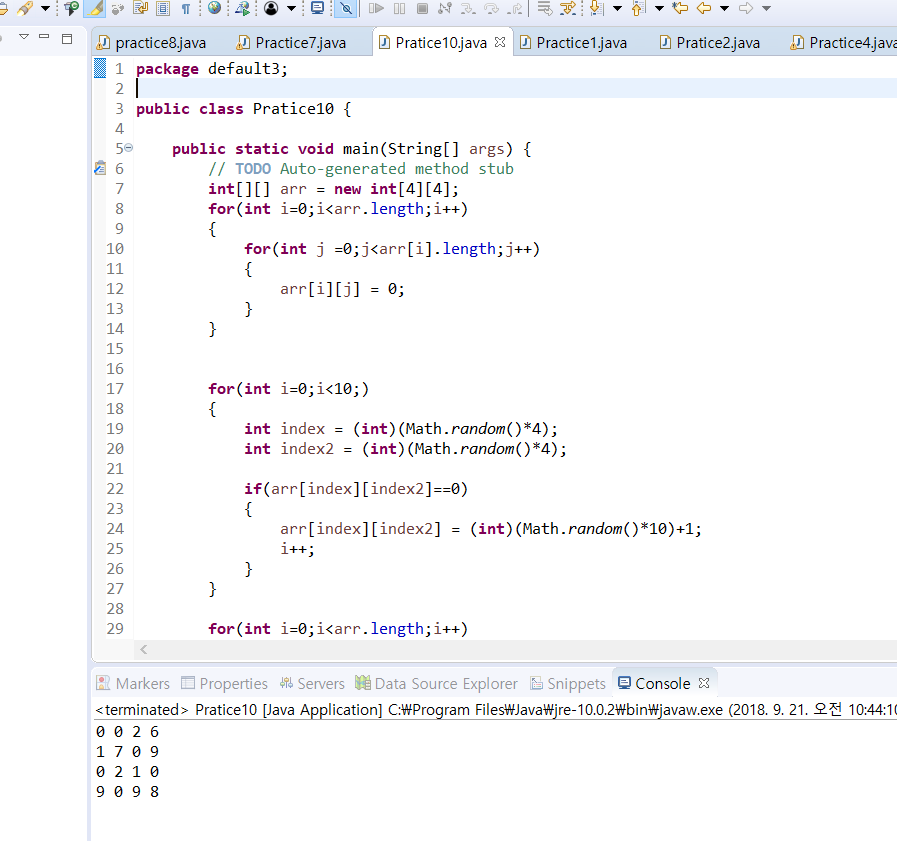 practice8.java Practice7.java Pratice10.java Practice1.java Pratice2.java Practice4.java
1 package default3;
2
3 public class Pratice10 {
4
5 public static void main(String[] args) {
6 // TODO Auto-generated method stub
7 int[][] arr = new int[4][4];
8 for(int i=0;i<arr.length;i++)
9 {
10 for(int j =0;j<arr[i].length;j++)
11 {
12 arr[i][j] = 0;
13 }
14 }
15
16
17 for(int i=0;i<10;)
18 {
19 int index = (int)(Math.random()*4);
20 int index2 = (int)(Math.random()*4);
21
22 if(arr[index][index2]==0)
23 {
24 arr[index][index2] = (int)(Math.random()*10)+1;
25 i++;
26 }
27 }
28
29 for(int i=0;i<arr.length;i++)
Markers Properties Servers Data Source Explorer Snippets Console
<terminated> Pratice10 [Java Application] C:₩Program Files₩Java₩jre-10.0.2₩bin₩javaw.exe (2018. 9. 21. 오전 10:44:10
0 0 2 6
1 7 0 9
0 2 1 0
9 0 9 8